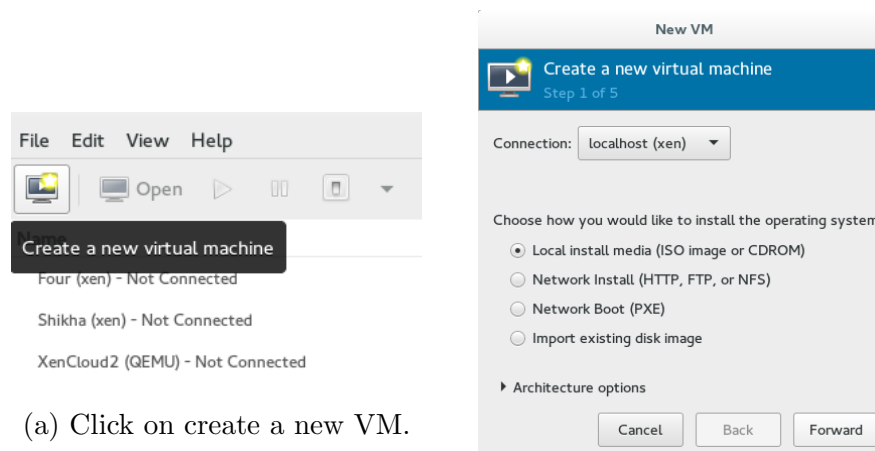 File Edit View Help
Open
Create a new virtual machine
Four (xen) - Not Connected
Shikha (xen) - Not Connected
XenCloud2 (QEMU) - Not Connected
(a) Click on create a new VM.
New VM
Create a new virtual machine
Step 1 of 5
Connection: localhost (xen)
Choose how you would like to install the operating system
Local install media (ISO image or CDROM)
Network Install (HTTP, FTP, or NFS)
Network Boot (PXE)
Import existing disk image
Architecture options
Cancel Back Forward